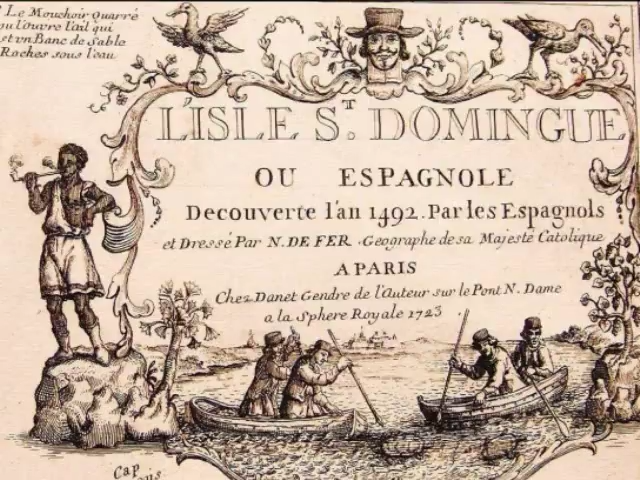 Le Mouchoir Quarré
ou l'ouvre l'œil qui
est un Banc de Sable
Roches sous l'eau
L'ISLE S.T DOMINGUE
OU ESPAGNOLE
Decouverte l'an 1492. Par les Espagnols
et Dressé Par N. DE FER. Geographe de sa Majesté Catolique
A PARIS
Chez Danet Gendre de l'Auteur sur le Pont N. Dame
a la Sphere Royale 1723.
Cap